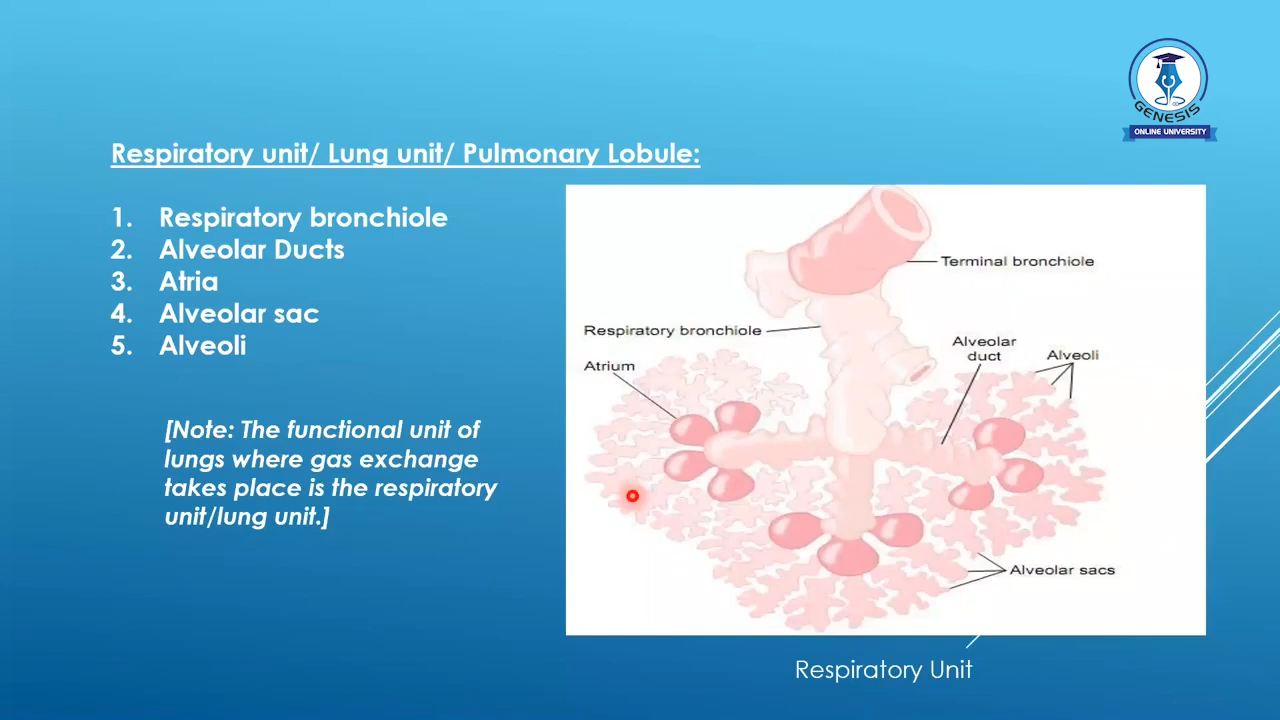 GENESIS
ONLINE UNIVERSITY
Respiratory unit/ Lung unit/ Pulmonary Lobule:
1. Respiratory bronchiole
2. Alveolar Ducts
3. Atria
4. Alveolar sac
5. Alveoli
[Note: The functional unit of
lungs where gas exchange
takes place is the respiratory
unit/lung unit.]
Terminal bronchiole
Respiratory bronchiole
Alveolar
duct
Alveoli
Atrium
Alveolar sacs
Respiratory Unit